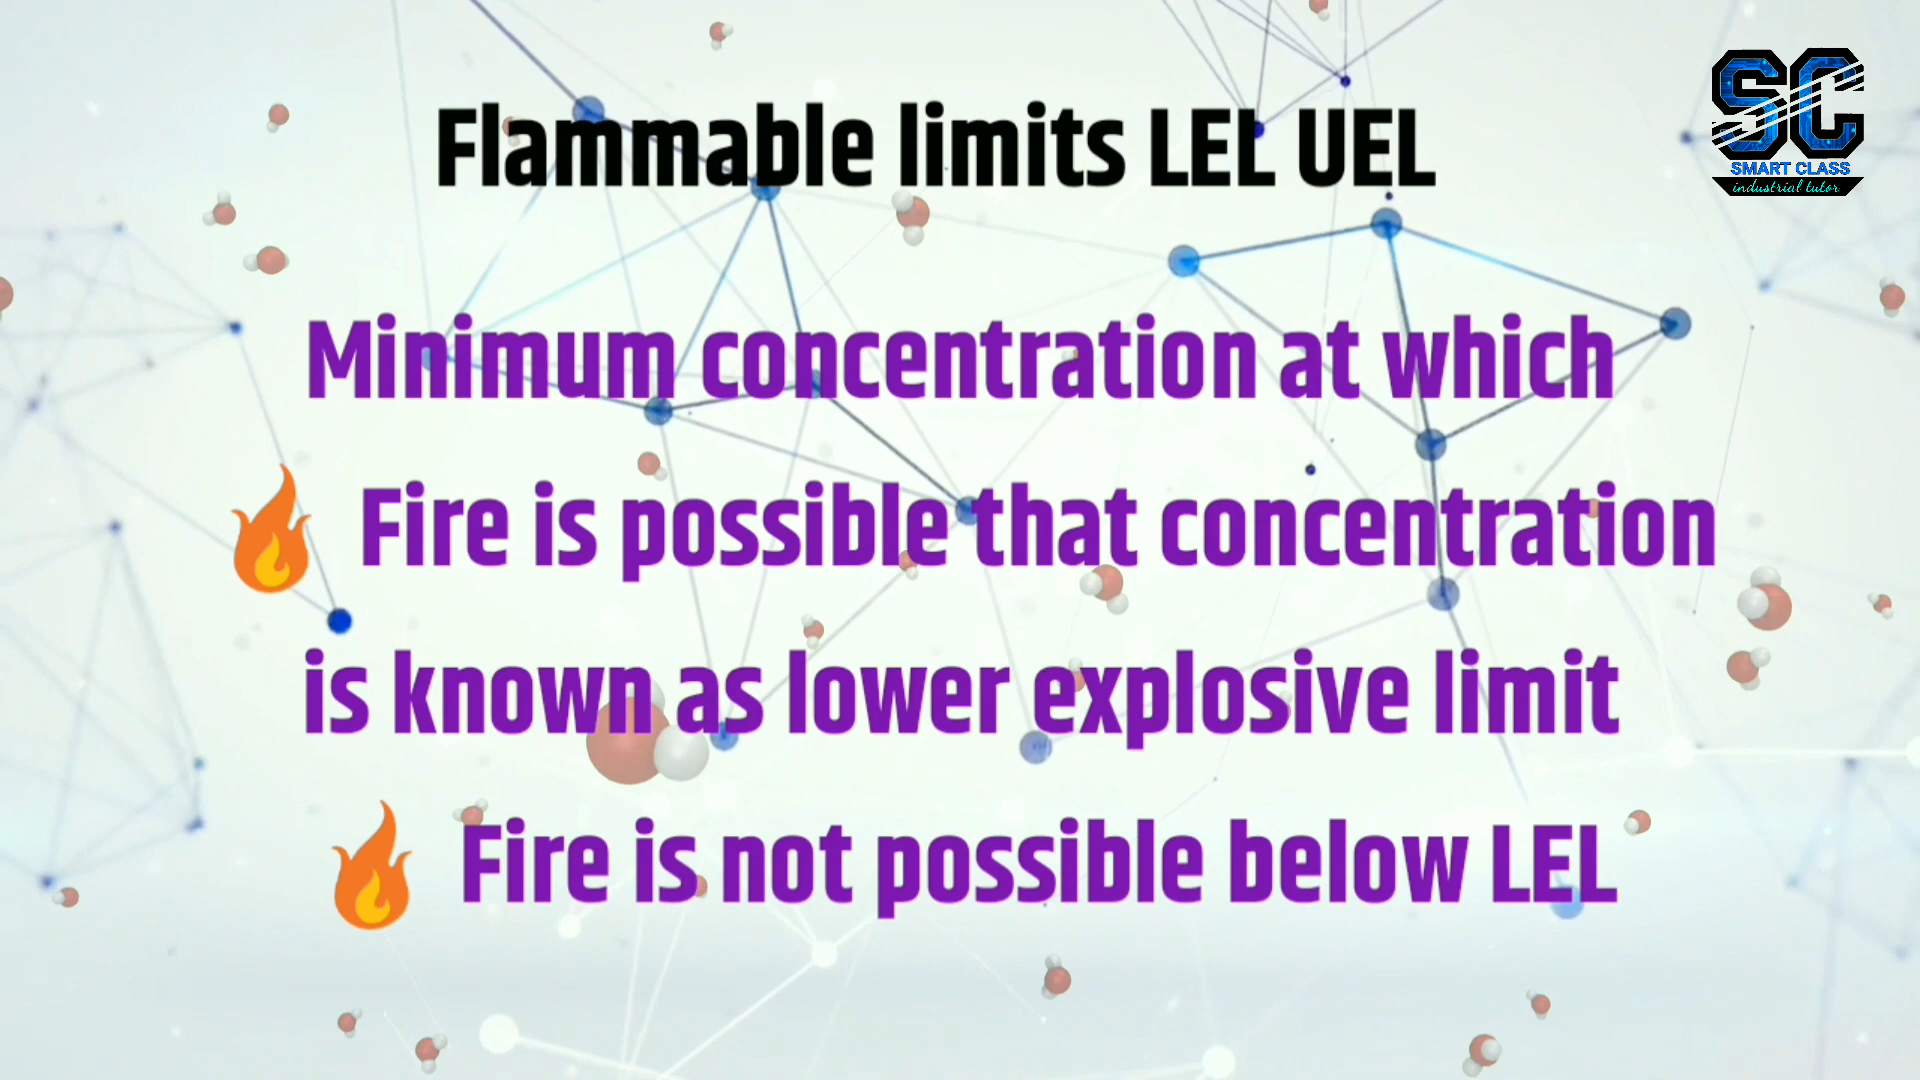 Flammable limits LEL UEL
SC
SMART CLASS
industrial tutor
Minimum concentration at which
🔥 Fire is possible that concentration
is known as lower explosive limit
🔥 Fire is not possible below LEL